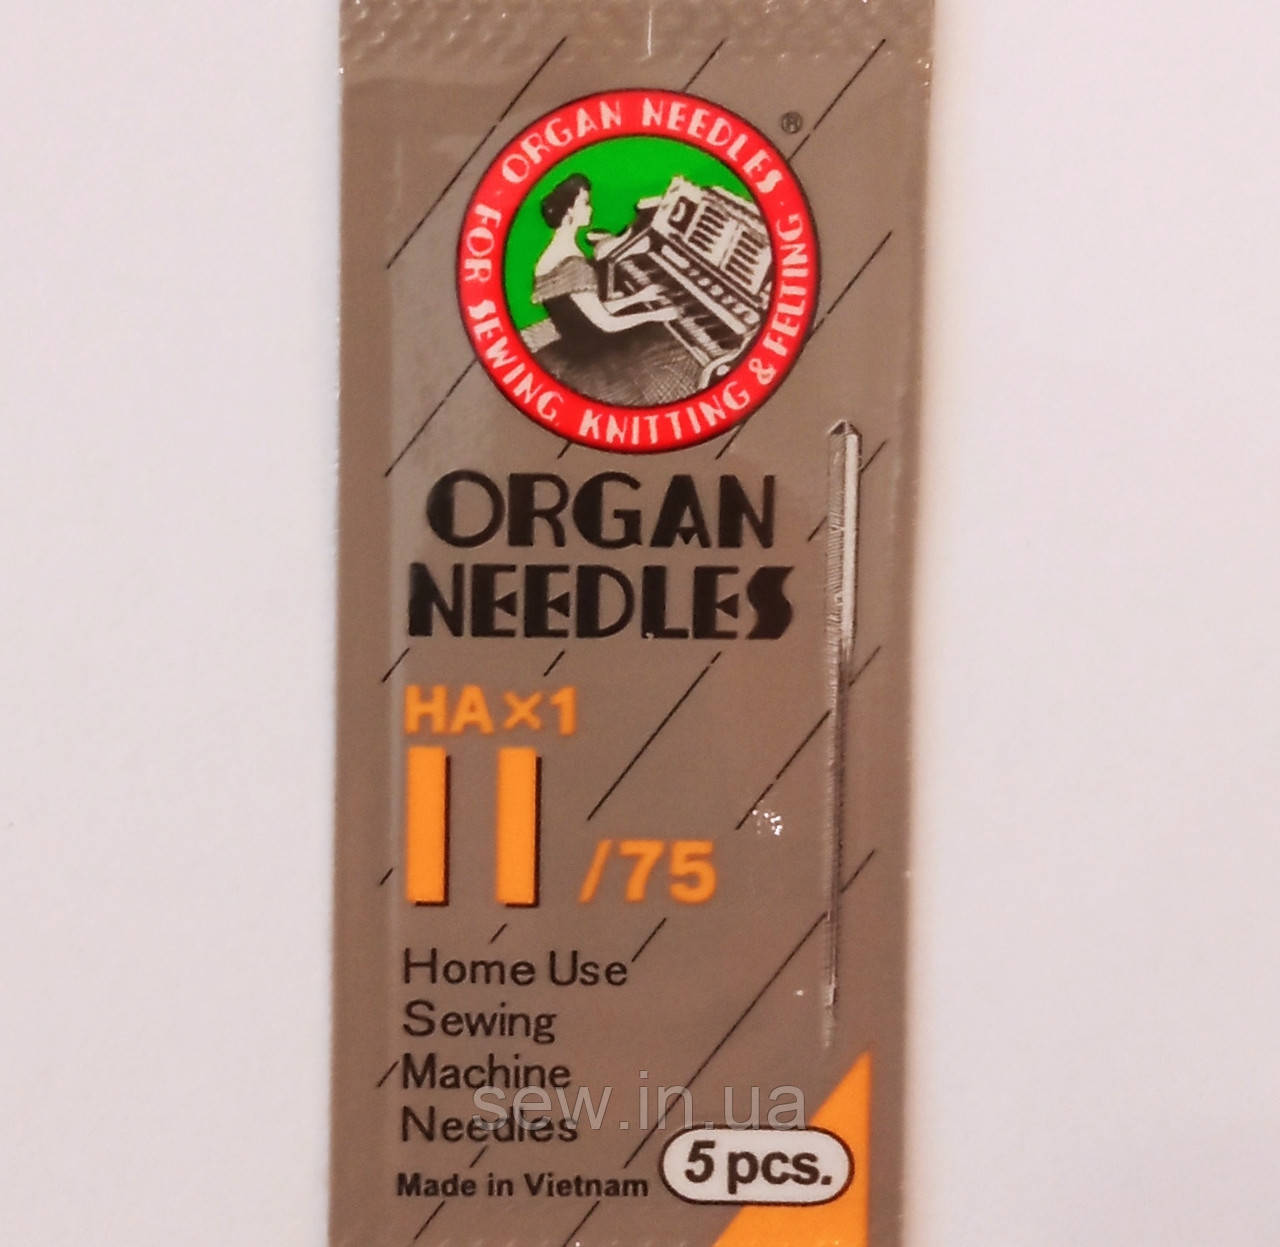 ORGAN NEEDLES
®
FOR SEWING, KNITTING & FELTING
ORGAN
NEEDLES
HA×1
11/75
Home Use
Sewing
Machine
Needles
sew.in.ua
Made in Vietnam
5 pcs.